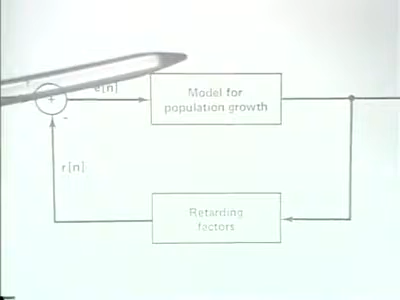 +
e[n]
Model for
population growth
+
-
r[n]
Retarding
factors